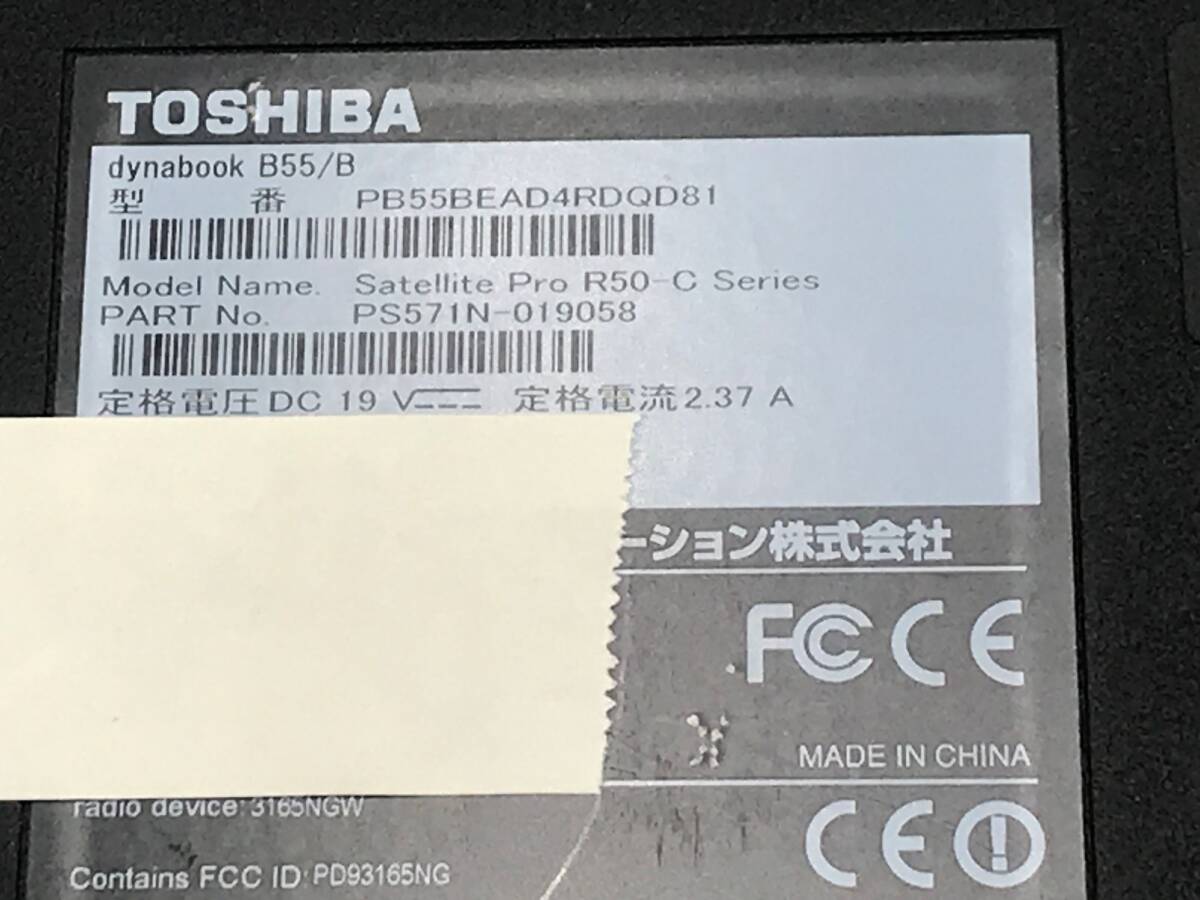 TOSHIBA
dynabook B55/B
型 番 PB55BEAD4RDQD81
Model Name. Satellite Pro R50-C Series
PART No. PS571N-019058
定格電圧DC 19 V 定格電流2.37 A
ーション株式会社
FC CE
MADE IN CHINA
radio device: 3165NGW
CE
Contains FCC ID: PD93165NG